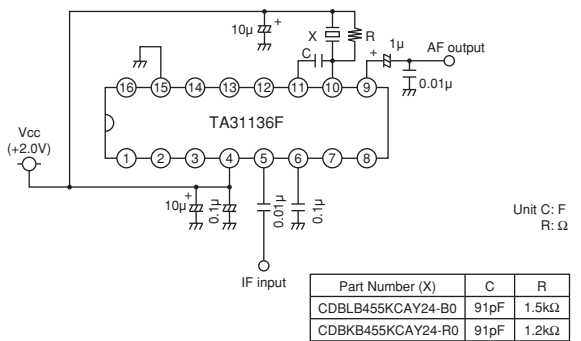 10µ +
X
R
C
+
1µ
AF output
0.01µ
16 15 14 13 12 11 10 9
TA31136F
Vcc
(+2.0V)
1 2 3 4 5 6 7 8
10µ +
0.1µ
0.01µ
0.1µ
IF input
Unit C: F
R: Ω
Part Number (X) C R
CDBLB455KCAY24-B0 91pF 1.5kΩ
CDBKB455KCAY24-R0 91pF 1.2kΩ